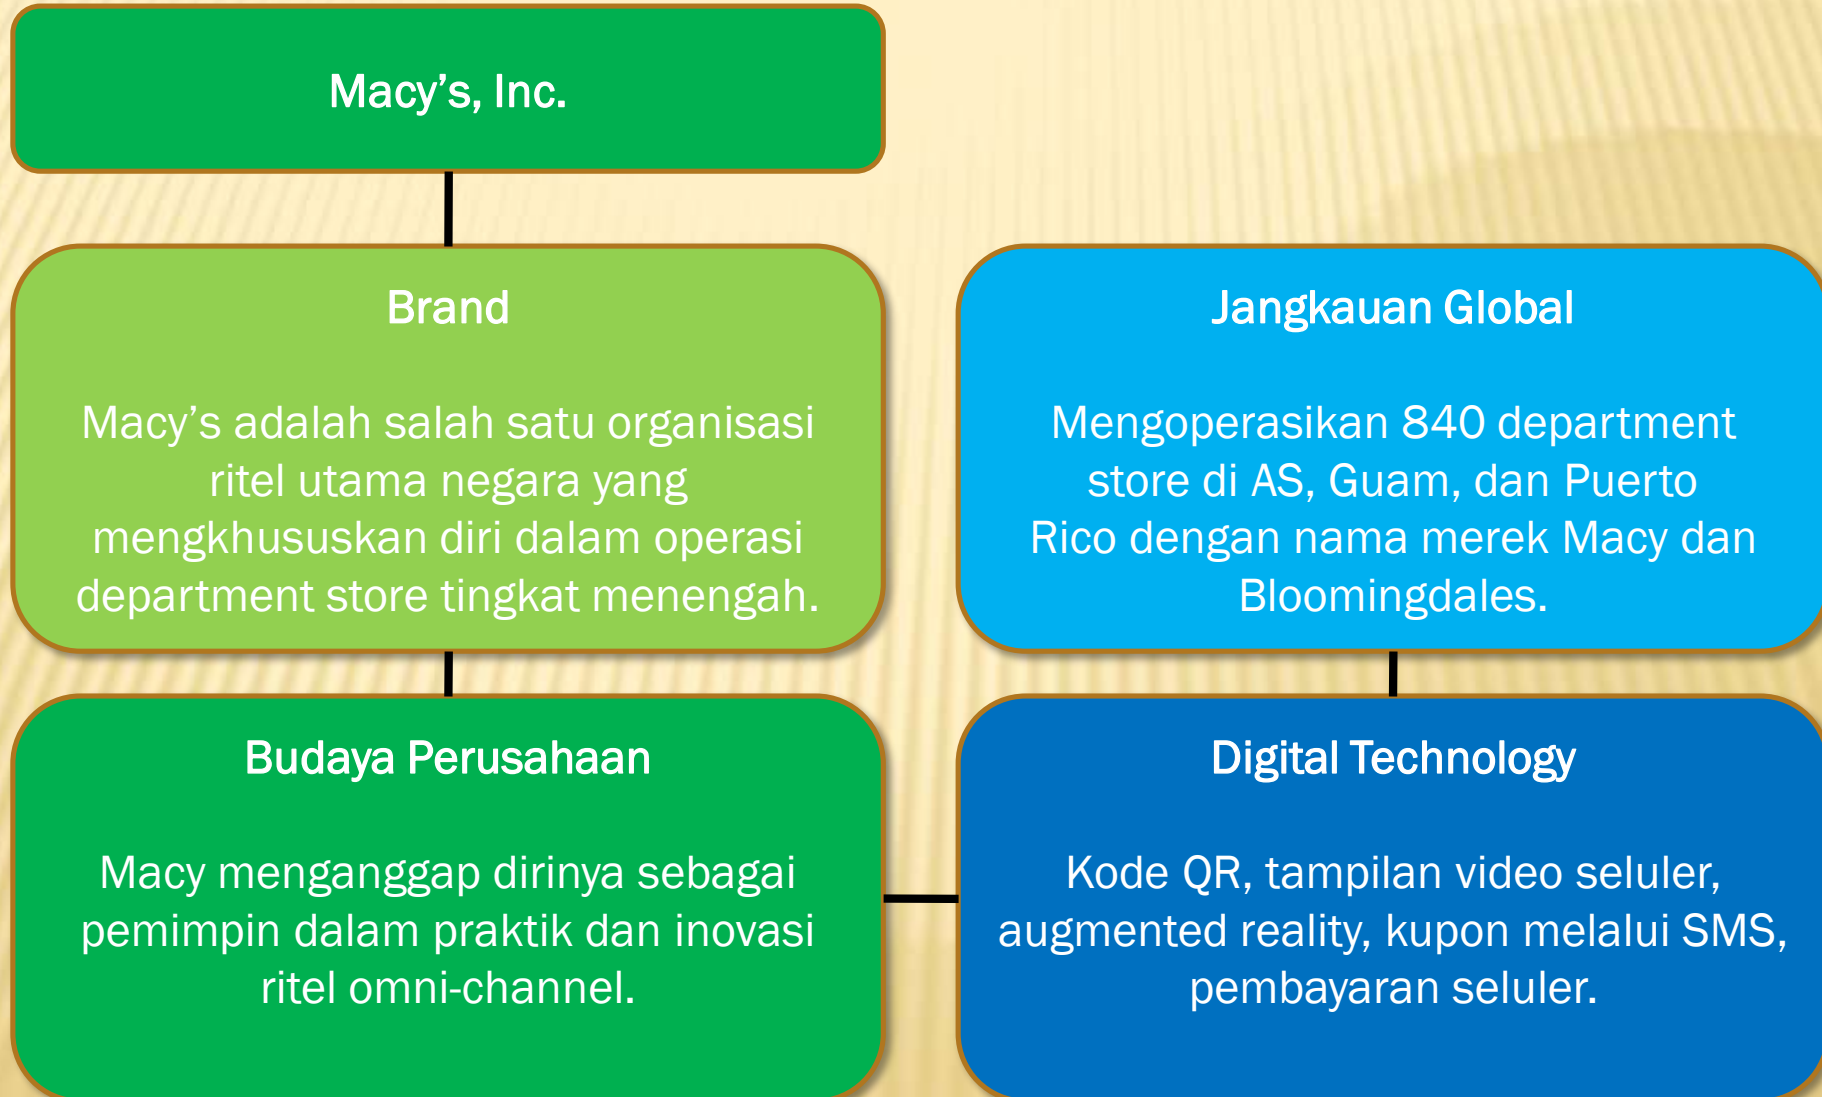 Macy’s, Inc.
Brand
Macy’s adalah salah satu organisasi
ritel utama negara yang
mengkhususkan diri dalam operasi
department store tingkat menengah.
Budaya Perusahaan
Macy menganggap dirinya sebagai
pemimpin dalam praktik dan inovasi
ritel omni-channel.
Digital Technology
Kode QR, tampilan video seluler,
augmented reality, kupon melalui SMS,
pembayaran seluler.
Jangkauan Global
Mengoperasikan 840 department
store di AS, Guam, dan Puerto
Rico dengan nama merek Macy dan
Bloomingdales.